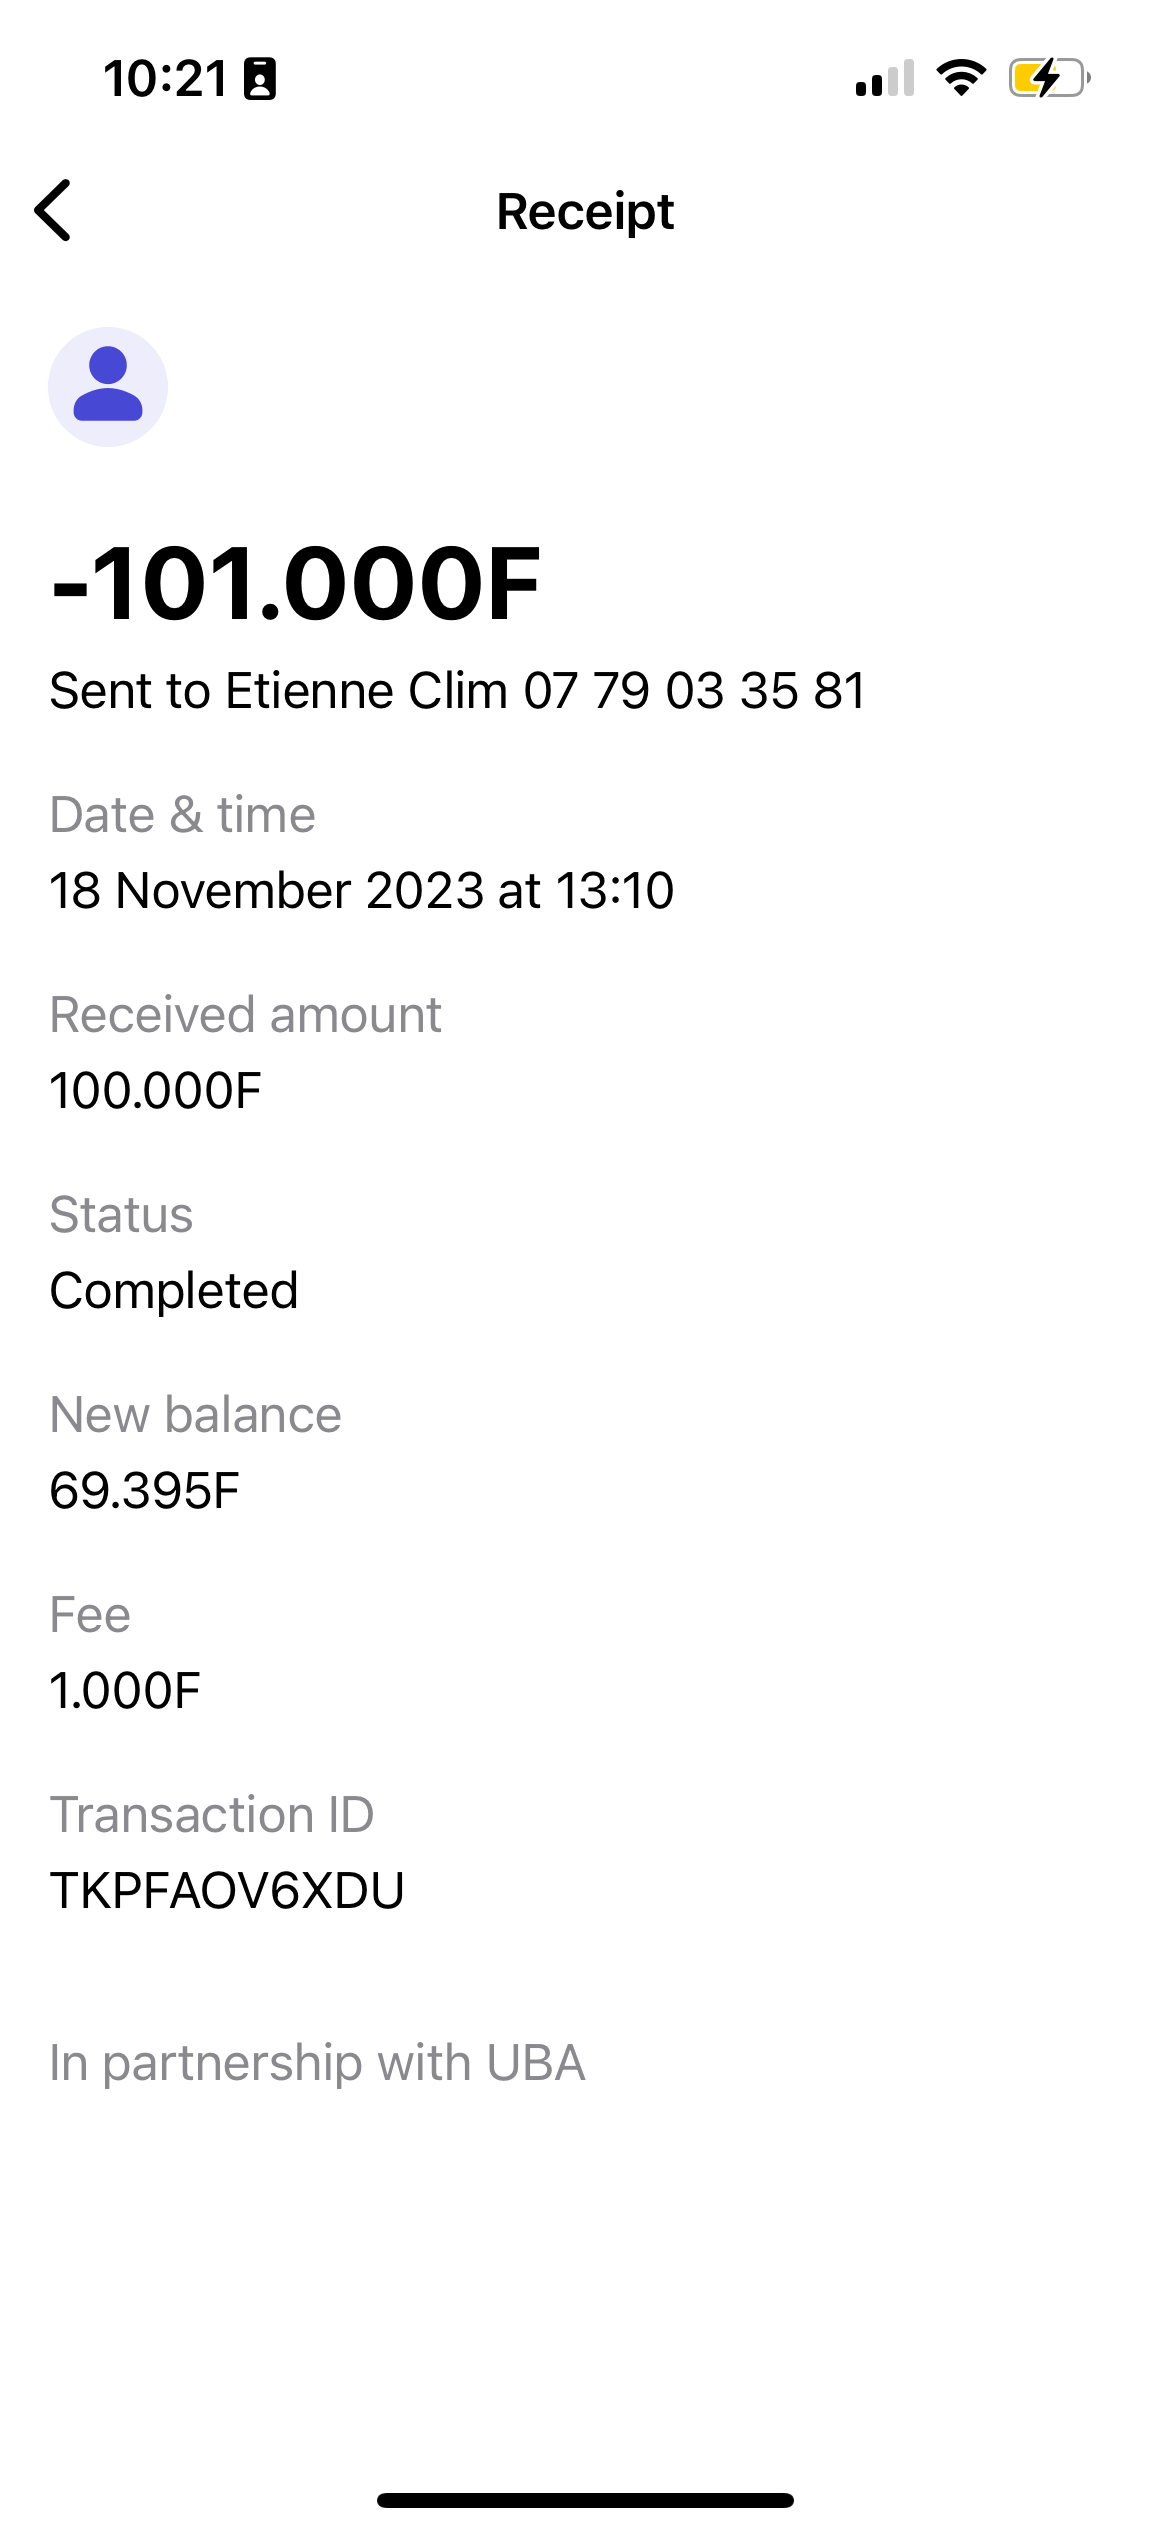 10:21
Receipt
-101.000F
Sent to Etienne Clim 07 79 03 35 81
Date & time
18 November 2023 at 13:10
Received amount
100.000F
Status
Completed
New balance
69.395F
Fee
1.000F
Transaction ID
TKPFAOV6XDU
In partnership with UBA